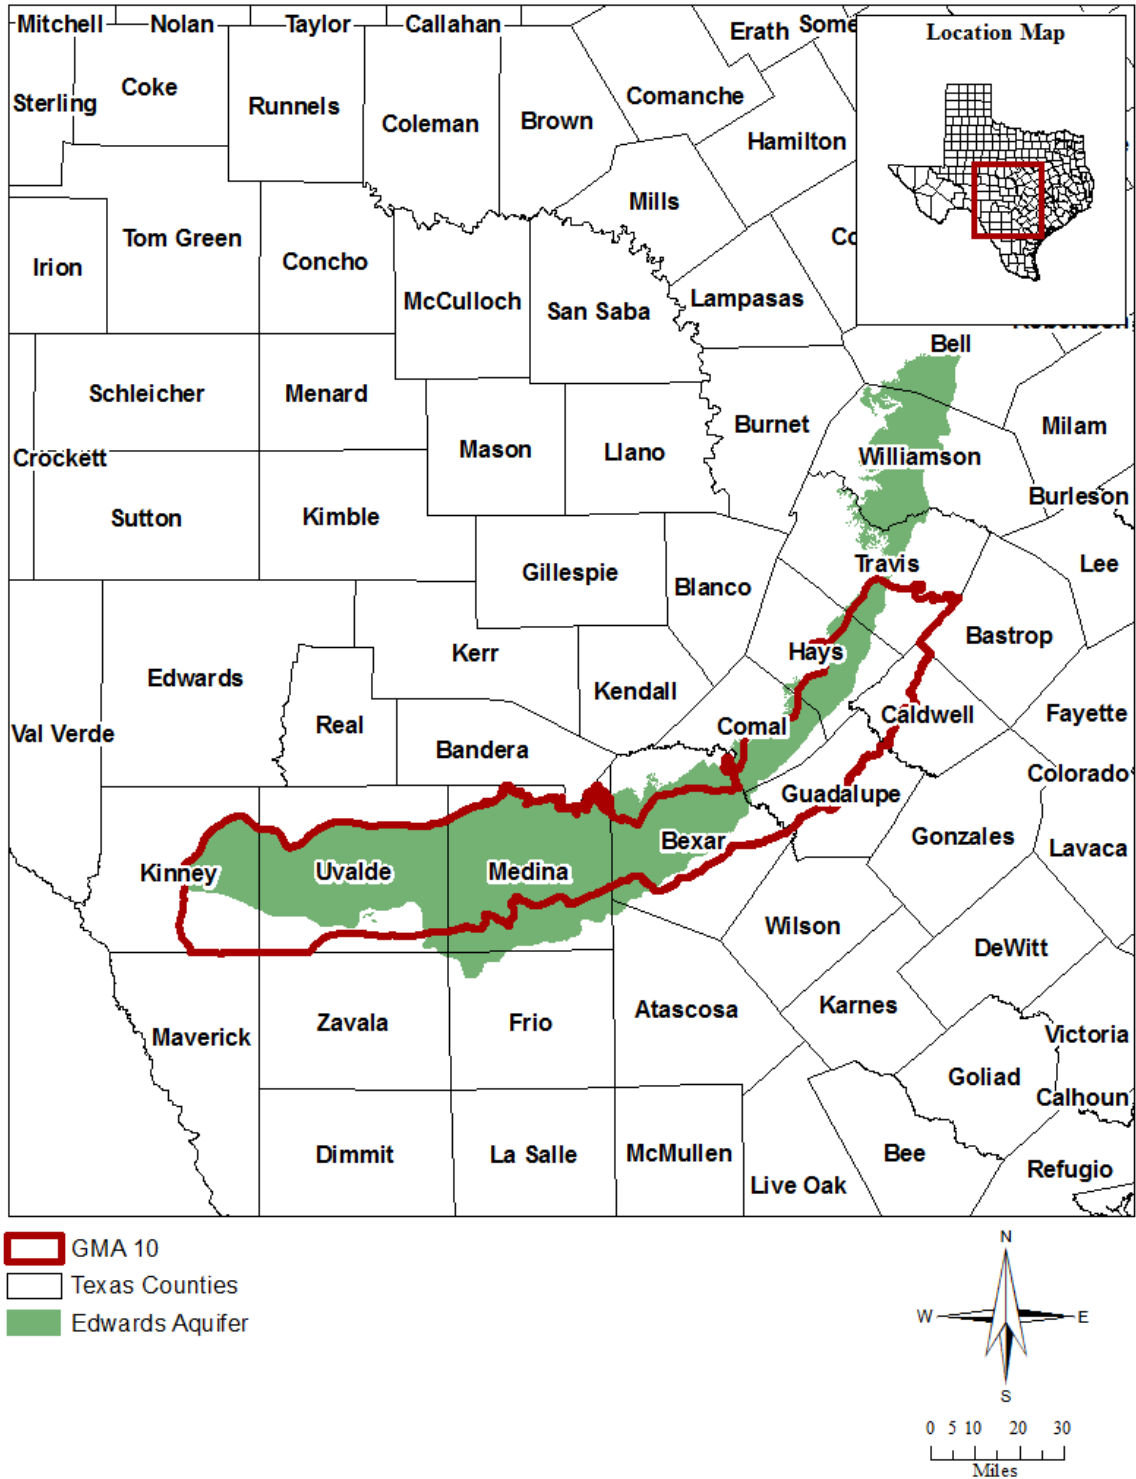 Mitchell Nolan Taylor Callahan Erath Some
Location Map
Sterling Coke Runnels Coleman Brown Comanche
Hamilton
Mills
Irion Tom Green Concho Co
McCulloch San Saba Lampasas
Robertson
Bell
Schleicher Menard Burnet Milam
Crockett Mason Llano Williamson
Sutton Kimble Burleson
Gillespie Blanco Travis Lee
Edwards Kerr Kendall Hays Bastrop
Val Verde Real Bandera Comal Caldwell Fayette
Colorado
Guadalupe
Kinney Uvalde Medina Bexar Gonzales Lavaca
Wilson DeWitt
Maverick Zavala Frio Atascosa Karnes Victoria
Goliad
Calhoun
Dimmit La Salle McMullen Live Oak Bee Refugio
GMA 10
Texas Counties
Edwards Aquifer
N
W E
S
0 5 10 20 30
Miles